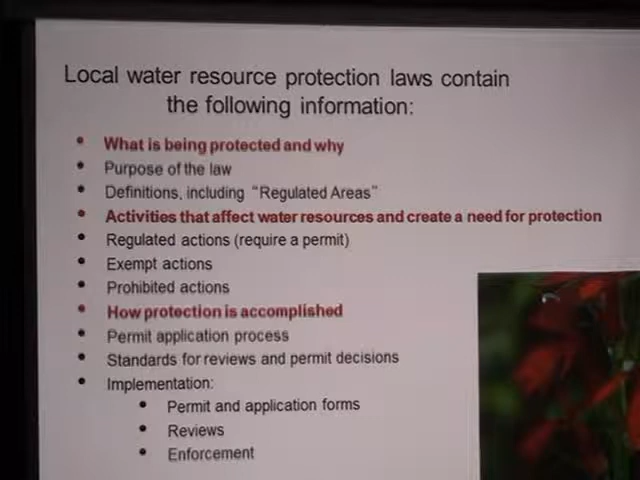 Local water resource protection laws contain
the following information:
• What is being protected and why
• Purpose of the law
• Definitions, including “Regulated Areas”
• Activities that affect water resources and create a need for protection
• Regulated actions (require a permit)
• Exempt actions
• Prohibited actions
• How protection is accomplished
• Permit application process
• Standards for reviews and permit decisions
• Implementation:
• Permit and application forms
• Reviews
• Enforcement